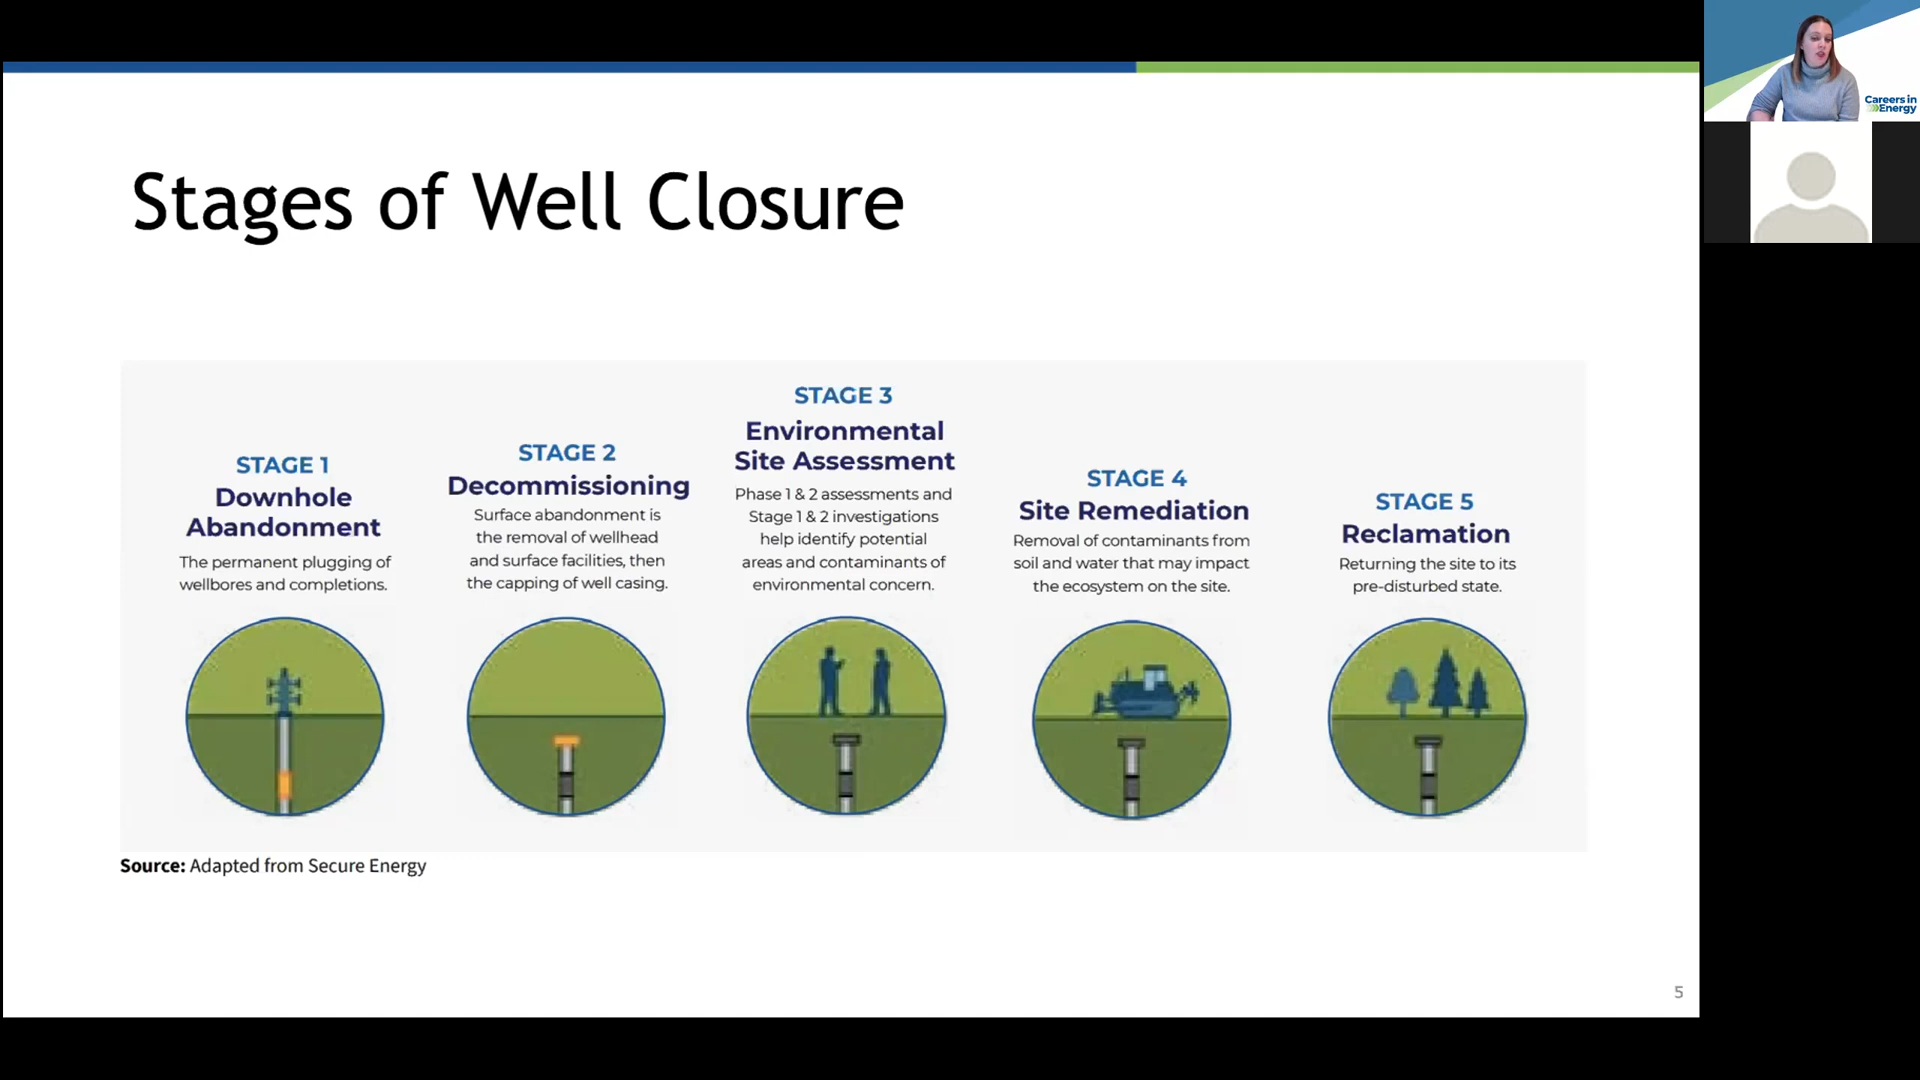 Stages of Well Closure
STAGE 1
Downhole
Abandonment
The permanent plugging of
wellbores and completions.
STAGE 2
Decommissioning
Surface abandonment is
the removal of wellhead
and surface facilities, then
the capping of well casing.
STAGE 3
Environmental
Site Assessment
Phase 1 & 2 assessments and
Stage 1 & 2 investigations
help identify potential
areas and contaminants of
environmental concern.
STAGE 4
Site Remediation
Removal of contaminants from
soil and water that may impact
the ecosystem on the site.
STAGE 5
Reclamation
Returning the site to its
pre-disturbed state.
Source: Adapted from Secure Energy
5
Careers in
Energy